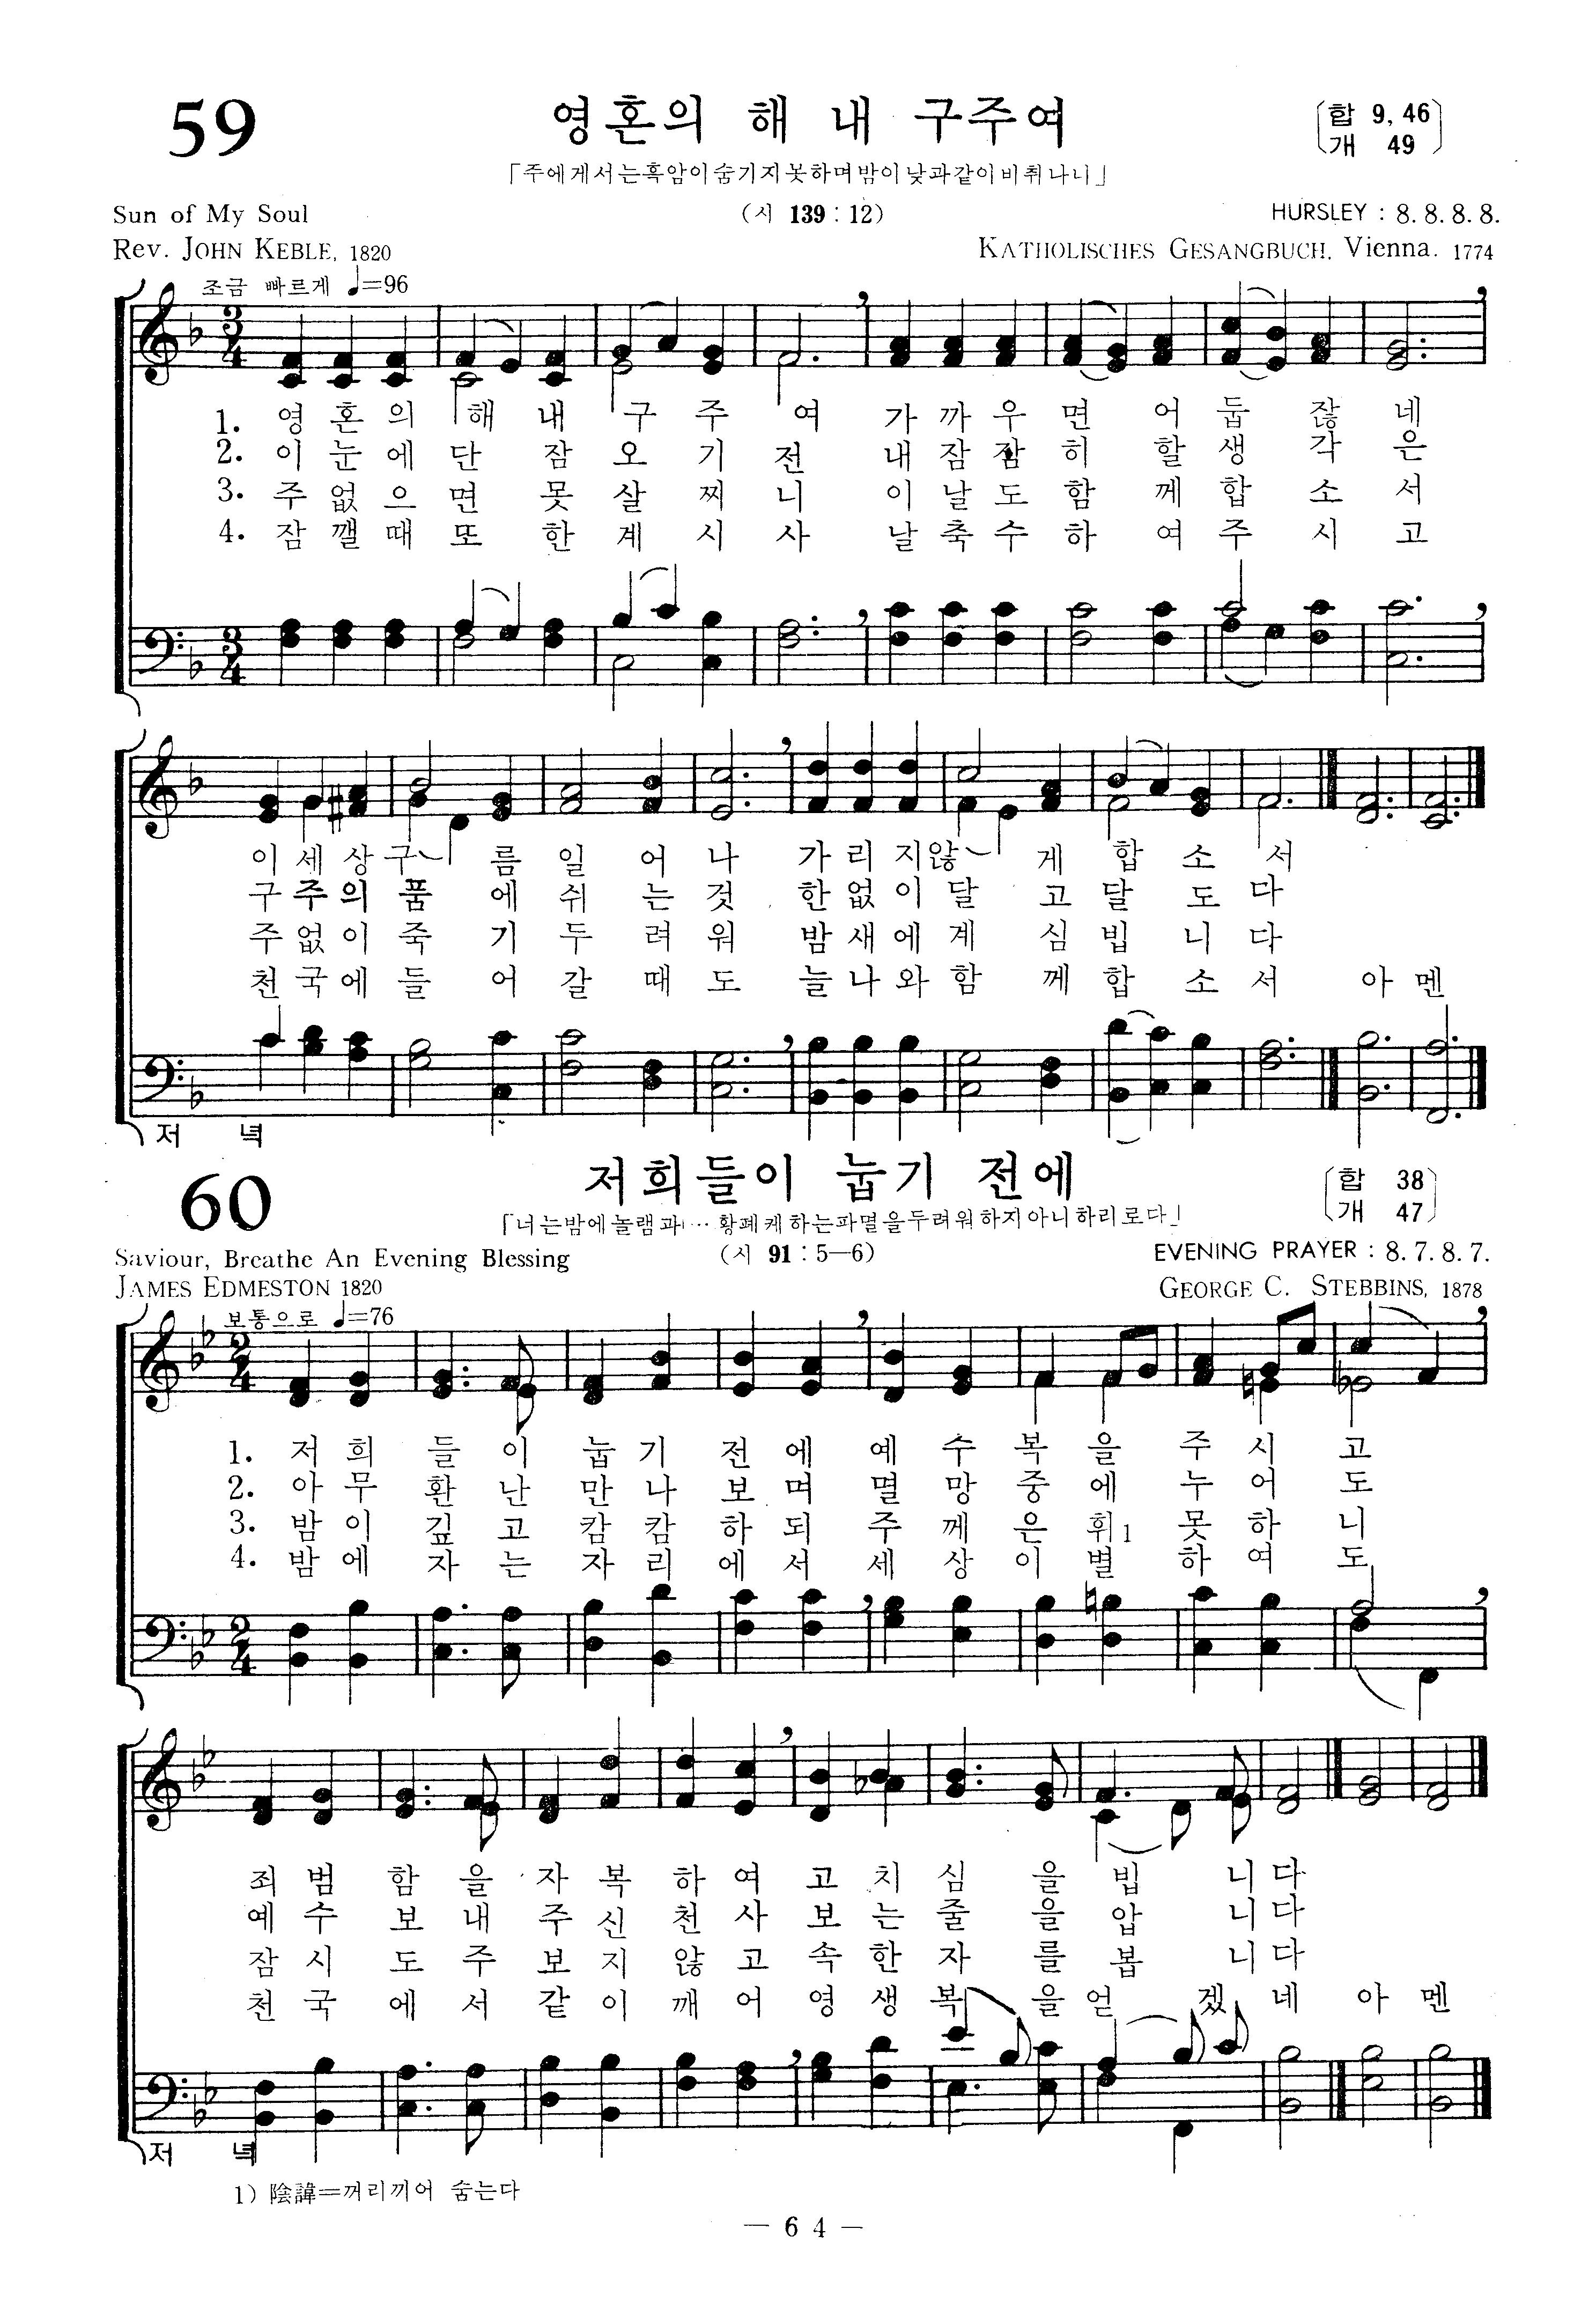 59
영혼의 해 내 구주여
〔합 9, 46 개 49〕
「주에게서는흑암이숨기지못하며밤이낮과같이비취나니」
Sun of My Soul
(시 139 : 12)
HURSLEY : 8. 8. 8. 8.
Rev. JOHN KEBLE, 1820
KATHOLISCHES GESANGBUCH, Vienna. 1774
조금 빠르게 ♩=96
1. 영 혼 의 해 내 구 주 여 가 까 우 면 어 둡 잖 네
2. 이 눈 에 단 잠 오 기 전 내 잠 잠 히 할 생 각 은
3. 주 없 으 면 못 살 찌 니 이 날 도 함 께 합 소 서
4. 잠 깰 때 또 한 계 시 사 날 축 수 하 여 주 시 고
이 세 상 구 름 일 어 나 가 리 지 않 게 합 소 서
구 주 의 품 에 쉬 는 것 한 없 이 달 고 달 도 다
주 없 이 죽 기 두 려 워 밤 새 에 계 심 빕 니 다
천 국 에 들 어 갈 때 도 늘 나 와 함 께 합 소 서 아 멘
저 녁
60
저희들이 눕기 전에
〔합 38 개 47〕
「너는밤에놀램과…황폐케하는파멸을두려워하지아니하리로다」
Saviour, Breathe An Evening Blessing
(시 91 : 5—6)
EVENING PRAYER : 8. 7. 8. 7.
JAMES EDMESTON 1820
GEORGE C. STEBBINS, 1878
보통으로 ♩=76
1. 저 희 들 이 눕 기 전 에 예 수 복 을 주 시 고
2. 아 무 환 난 만 나 보 며 멸 망 중 에 누 어 도
3. 밤 이 깊 고 캄 캄 하 되 주 께 은 휘1 못 하 니
4. 밤 에 자 는 자 리 에 서 세 상 이 별 하 여 도
죄 범 함 을 자 복 하 여 고 치 심 을 빕 니 다
예 수 보 내 주 신 천 사 보 는 줄 을 압 니 다
잠 시 도 주 보 지 않 고 속 한 자 를 봅 니 다
천 국 에 서 같 이 깨 어 영 생 복 을 얻 겠 네 아 멘
저 녁
1) 陰諱=꺼리끼어 숨는다
— 6 4 —